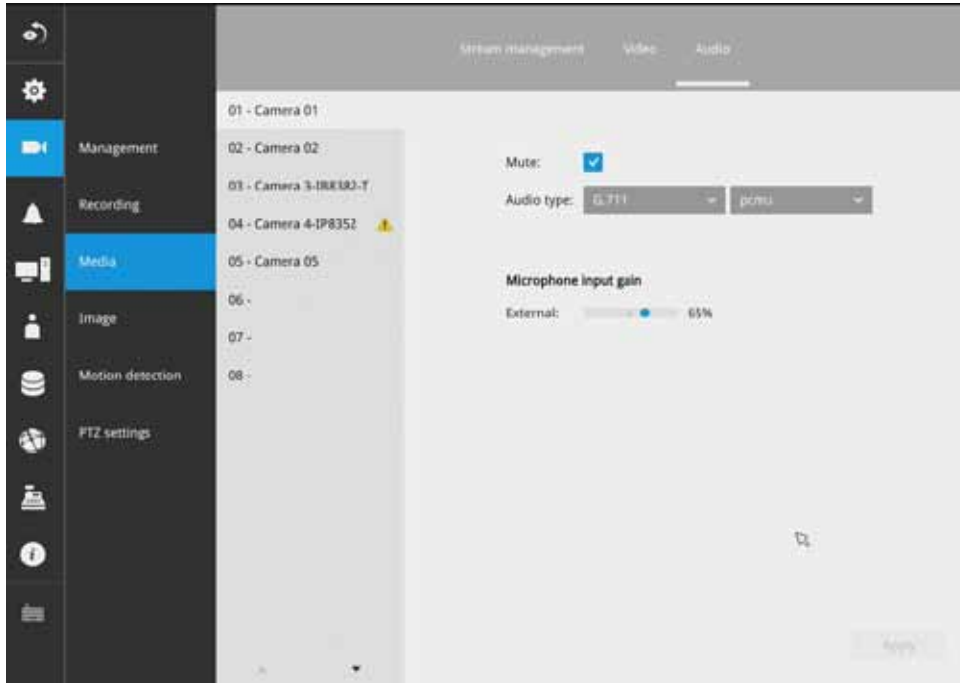 Stream management Video Audio
01 - Camera 01
02 - Camera 02
03 - Camera 3-IB8382-T
04 - Camera 4-IP8352
05 - Camera 05
06 -
07 -
08 -
Management
Recording
Media
Image
Motion detection
PTZ settings
Mute:
Audio type: G.711 pcmu
Microphone input gain
External: 65%
Apply